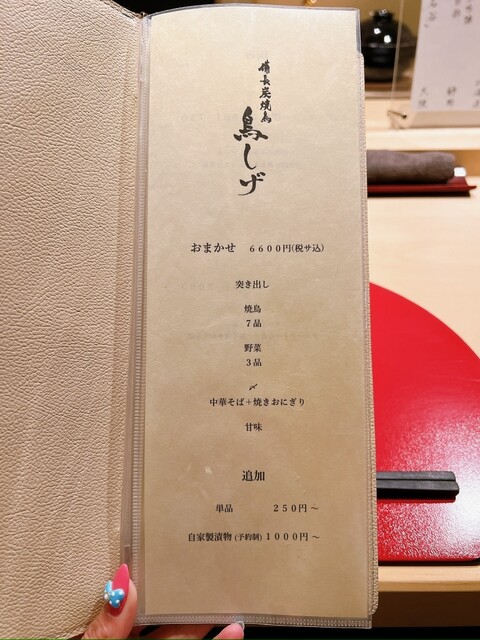 備長炭焼鳥
鳥しげ
おまかせ　６６００円(税サ込)
突き出し
焼鳥
７品
野菜
３品
〆
中華そば＋焼きおにぎり
甘味
追加
単品　２５０円～
自家製漬物 (予約制) １０００円～